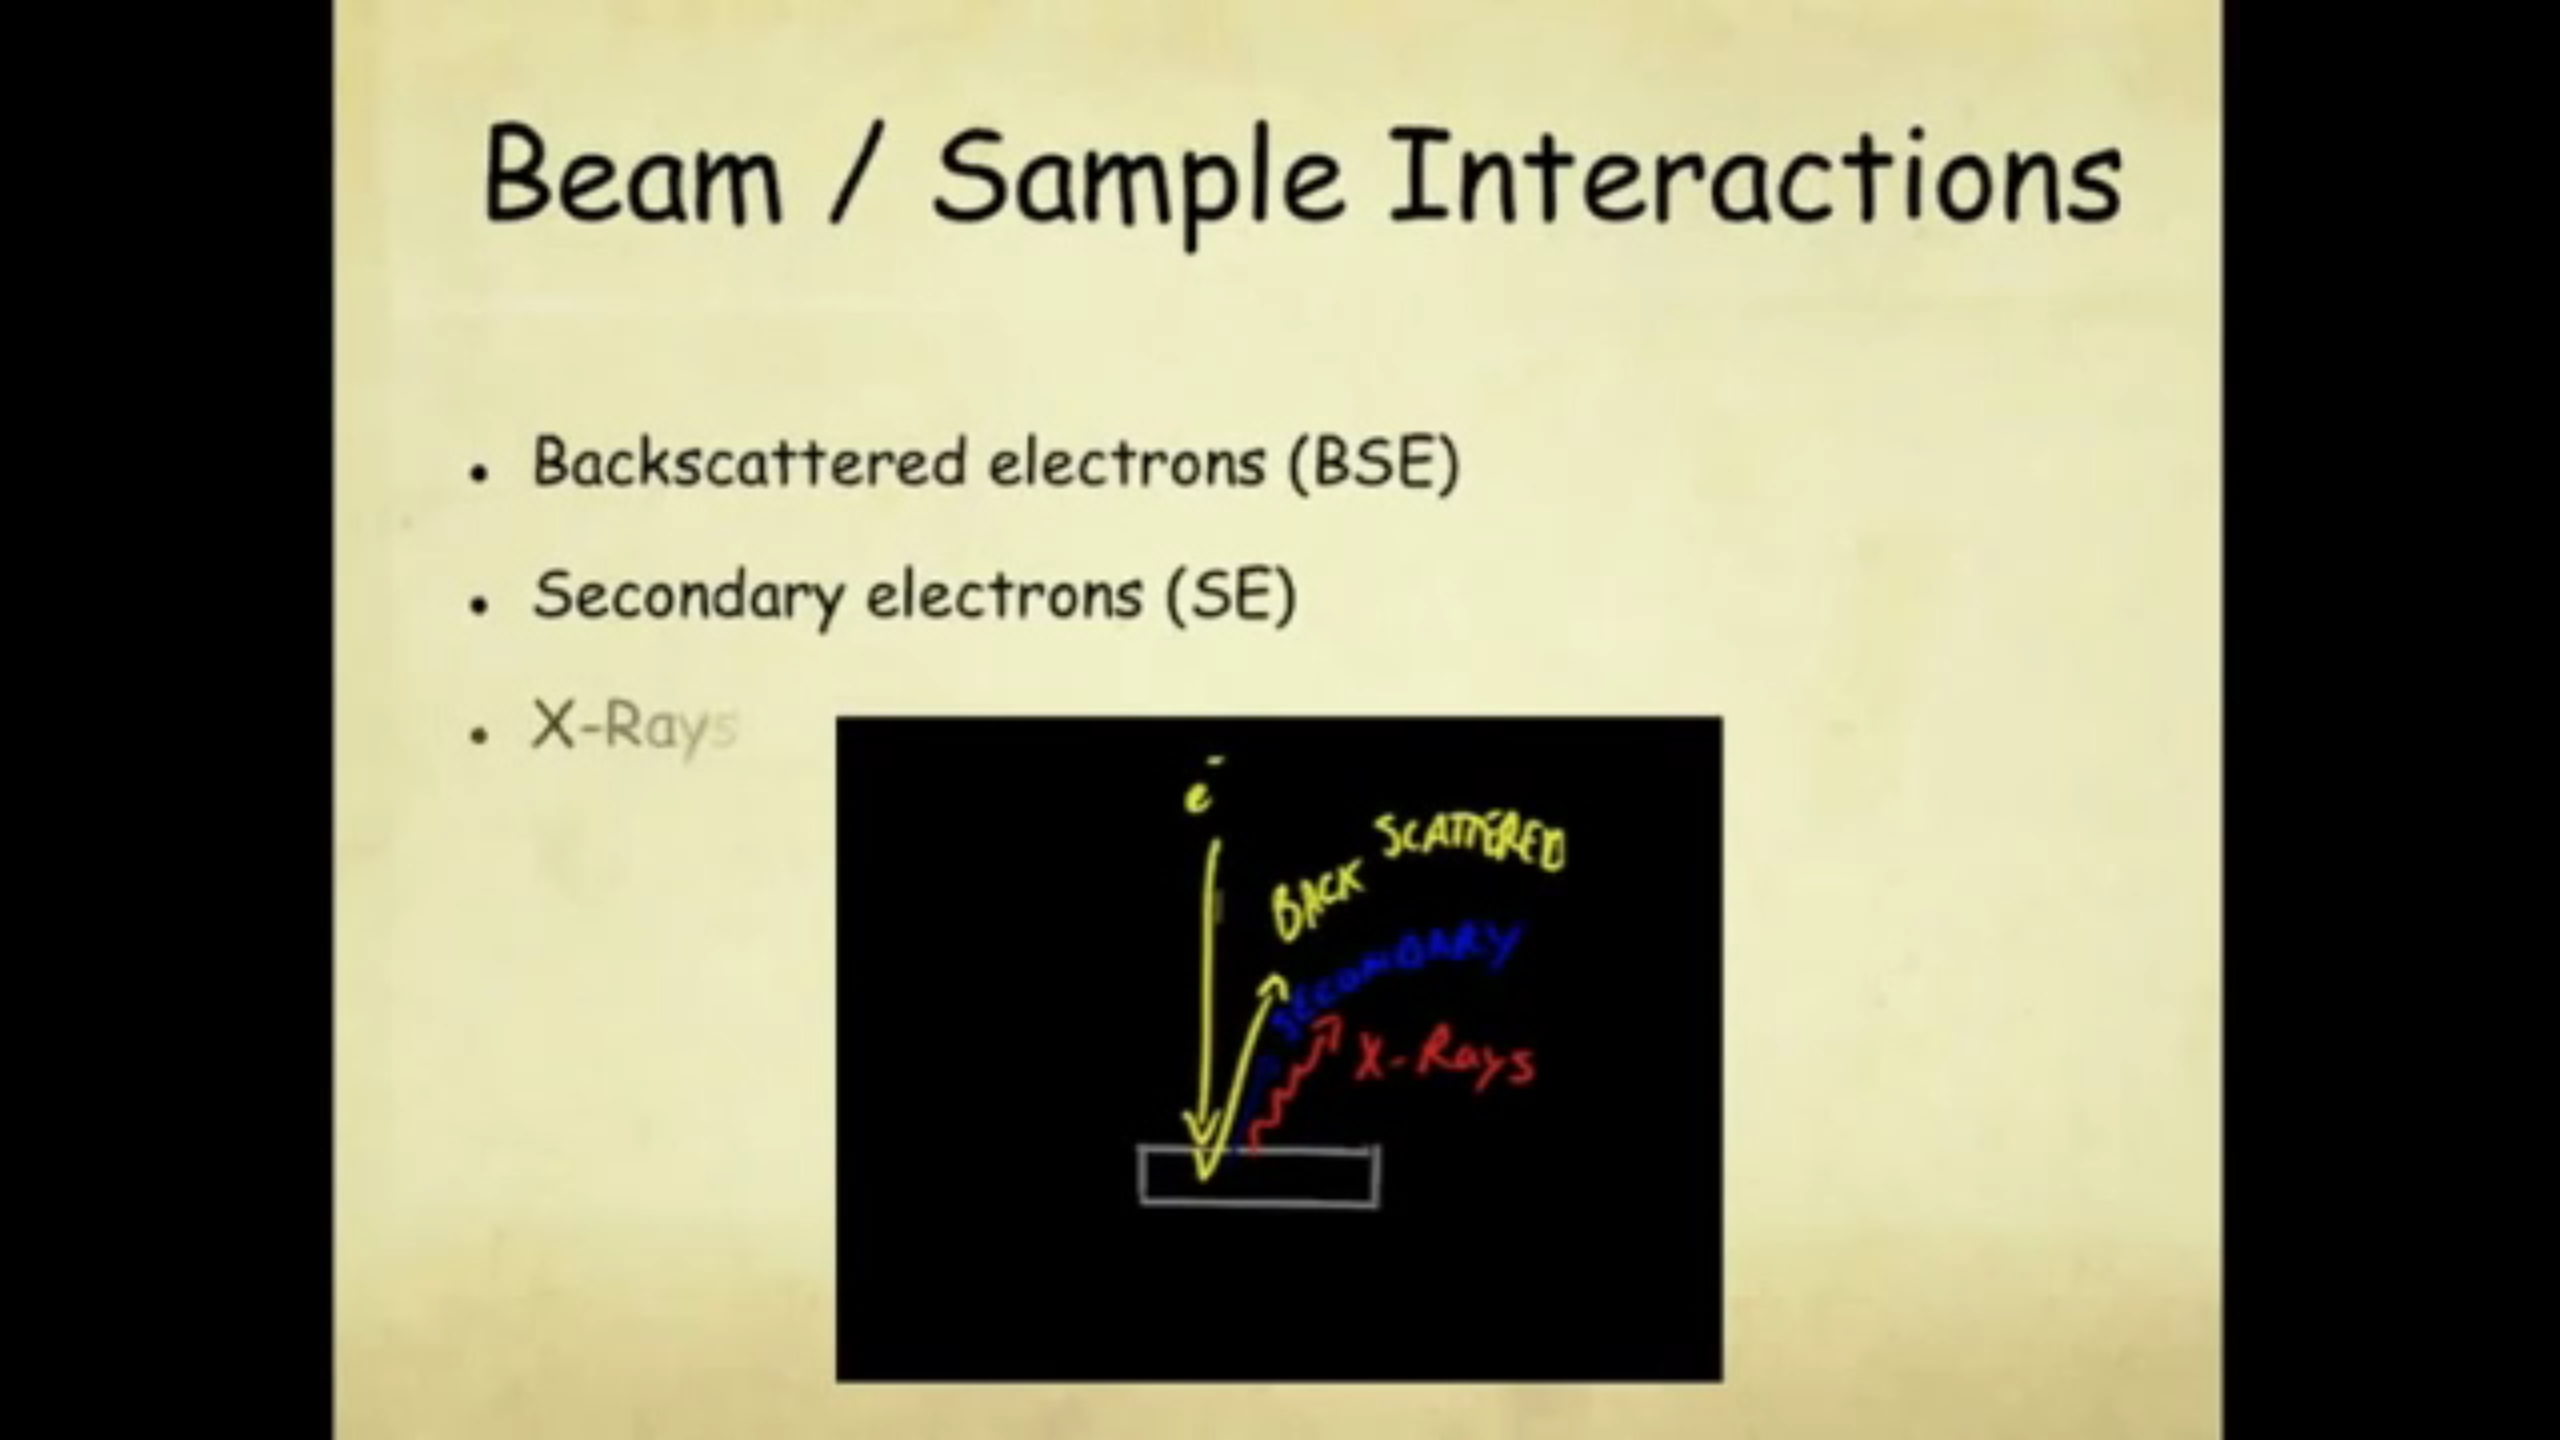 Beam / Sample Interactions
• Backscattered electrons (BSE)
• Secondary electrons (SE)
• X-Rays
e-
BACK SCATTERED
SECONDARY
X-Rays